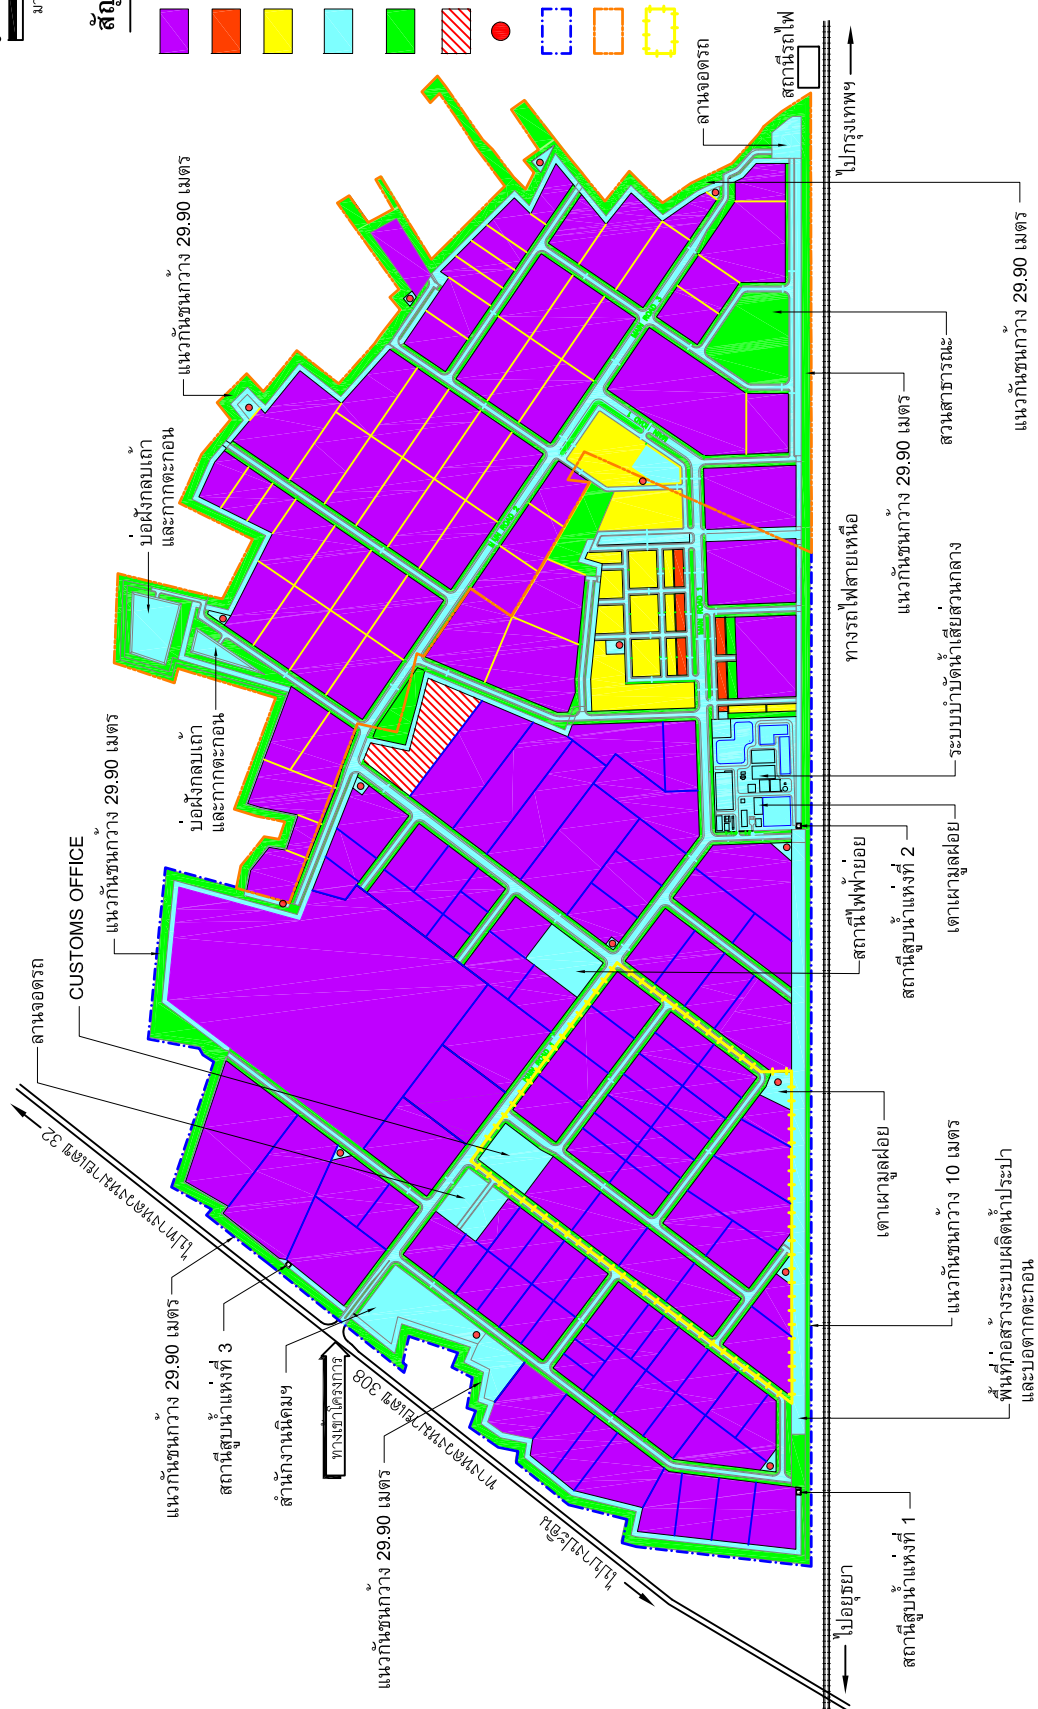 ลานจอดรถ
CUSTOMS OFFICE
แนวกันชนกว้าง 29.90 เมตร
บ่อฝังกลบเถ้า
และกากตะกอน
บ่อฝังกลบเถ้า
และกากตะกอน
แนวกันชนกว้าง 29.90 เมตร
ลานจอดรถ
สถานีรถไฟ
ไปกรุงเทพฯ
ไปทางหลวงหมายเลข 32
แนวกันชนกว้าง 29.90 เมตร
สถานีสูบน้ำแห่งที่ 3
สำนักงานนิคมฯ
ทางเข้าโครงการ
ทางหลวงหมายเลข 308
แนวกันชนกว้าง 29.90 เมตร
ไปบางปะอิน
ไปอยุธยา
สถานีสูบน้ำแห่งที่ 1
เตาเผามูลฝอย
แนวกันชนกว้าง 10 เมตร
พื้นที่ก่อสร้างระบบผลิตน้ำประปา
และบ่อตากตะกอน
สถานีไฟฟ้าย่อย
สถานีสูบน้ำแห่งที่ 2
เตาเผามูลฝอย
ระบบบำบัดน้ำเสียส่วนกลาง
ทางรถไฟสายเหนือ
แนวกันชนกว้าง 29.90 เมตร
สวนสาธารณะ
แนวกันชนกว้าง 29.90 เมตร